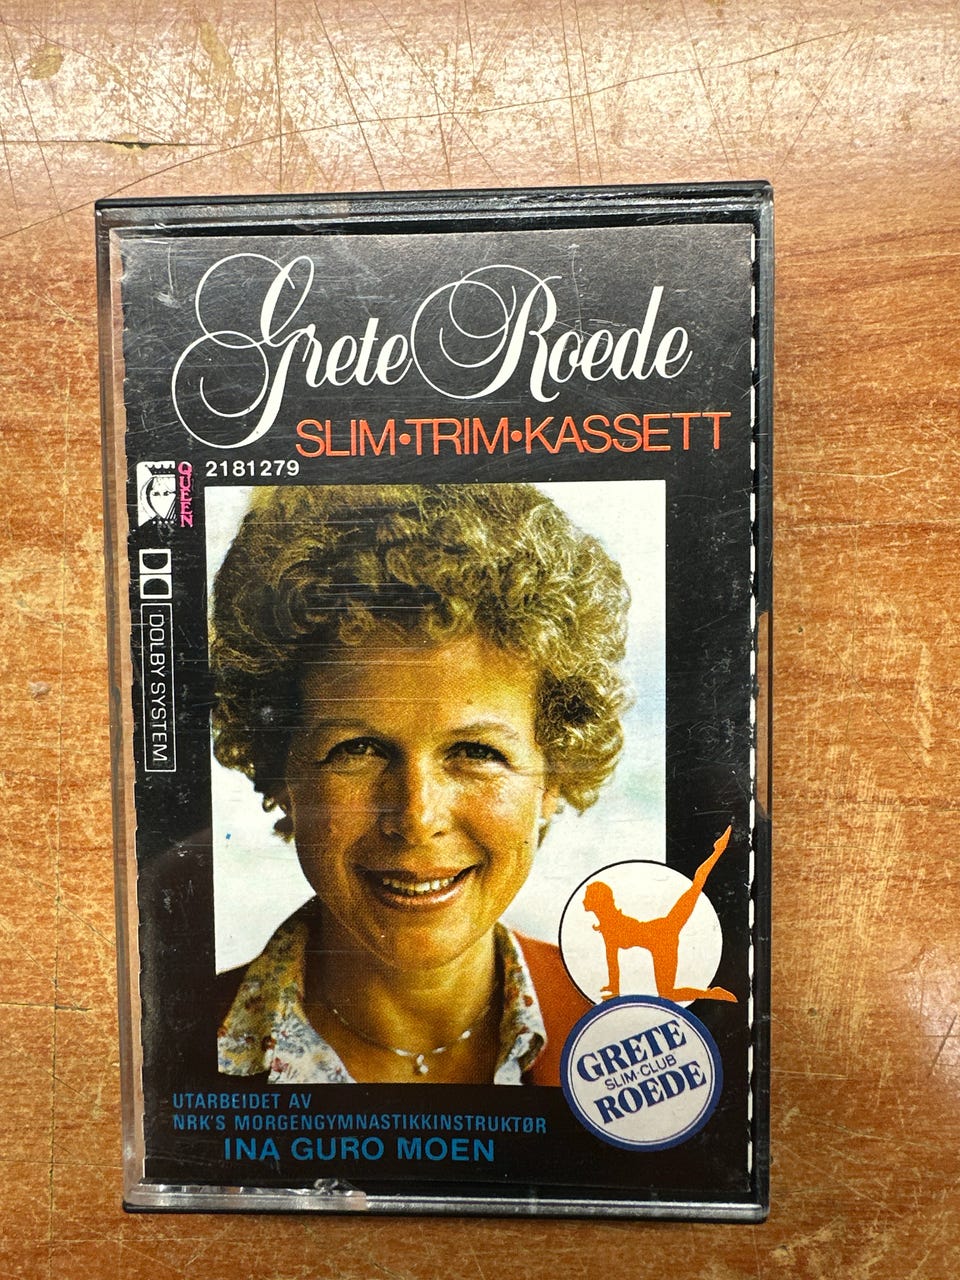 Grete Roede
SLIM•TRIM•KASSETT
QUEEN
2181279
DOLBY SYSTEM
GRETE
SLIM-CLUB
ROEDE
UTARBEIDET AV
NRK'S MORGENGYMNASTIKKINSTRUKTØR
INA GURO MOEN